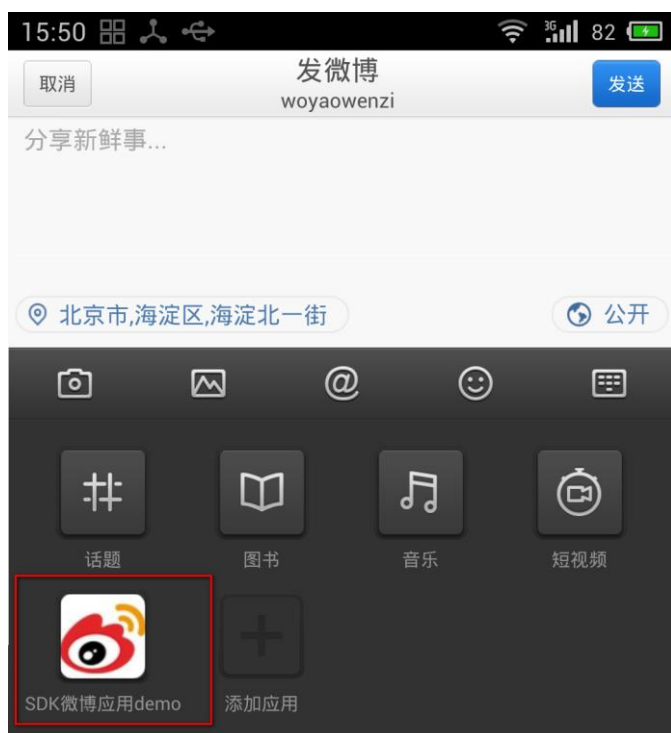 15:50 3G 82
取消
发微博
发送
woyaowenzi
分享新鲜事...
北京市,海淀区,海淀北一街
公开
@
话题
图书
音乐
短视频
SDK微博应用demo
添加应用